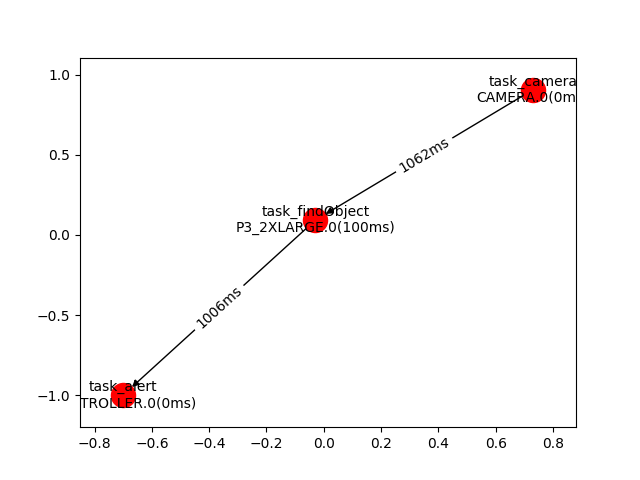 1.0
0.5
0.0
−0.5
−1.0
task_camera
CAMERA.0(0m
1062ms
task_findObject
P3_2XLARGE.0(100ms)
1006ms
task_alert
TROLLER.0(0ms)
−0.8 −0.6 −0.4 −0.2 0.0 0.2 0.4 0.6 0.8